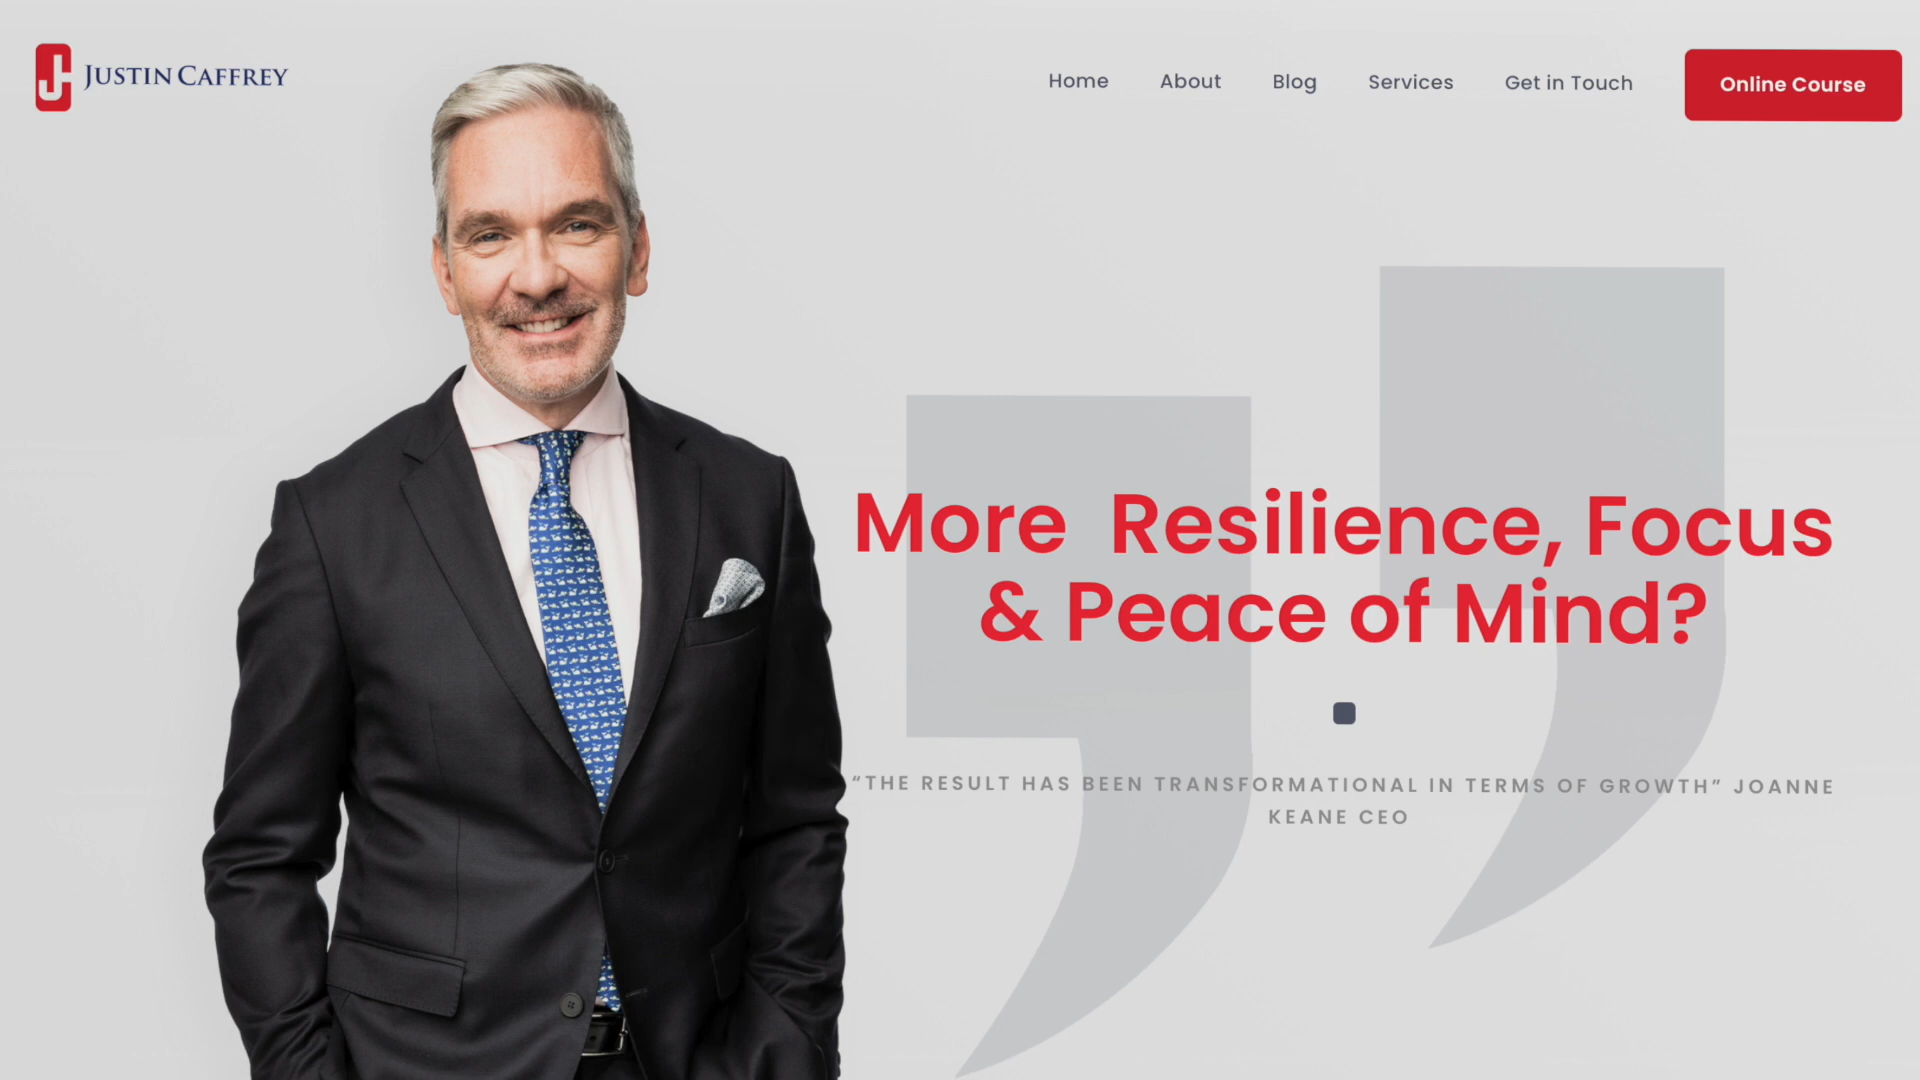 JUSTIN CAFFREY
Home About Blog Services Get in Touch Online Course
More Resilience, Focus
& Peace of Mind?
“THE RESULT HAS BEEN TRANSFORMATIONAL IN TERMS OF GROWTH” JOANNE
KEANE CEO